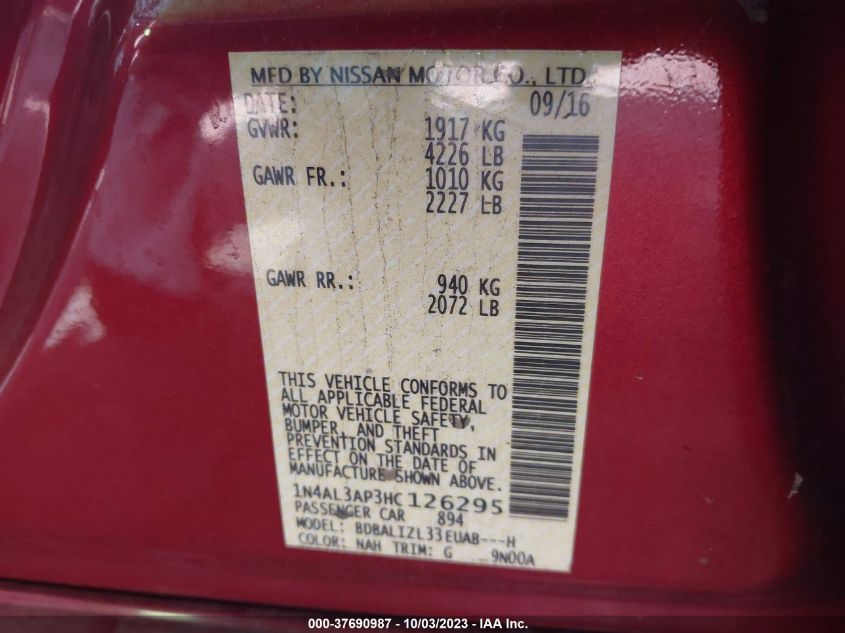 MFD BY NISSAN MOTOR CO., LTD.
DATE: 09/16
GVWR: 1917 KG
4226 LB
GAWR FR.: 1010 KG
2227 LB
GAWR RR.: 940 KG
2072 LB
THIS VEHICLE CONFORMS TO
ALL APPLICABLE FEDERAL
MOTOR VEHICLE SAFETY,
BUMPER, AND THEFT
PREVENTION STANDARDS IN
EFFECT ON THE DATE OF
MANUFACTURE SHOWN ABOVE.
1N4AL3AP3HC126295
PASSENGER CAR 894
MODEL: BDBALIZL33EUAB---H
COLOR: NAH TRIM: G 9N00A
000-37690987 - 10/03/2023 - IAA Inc.